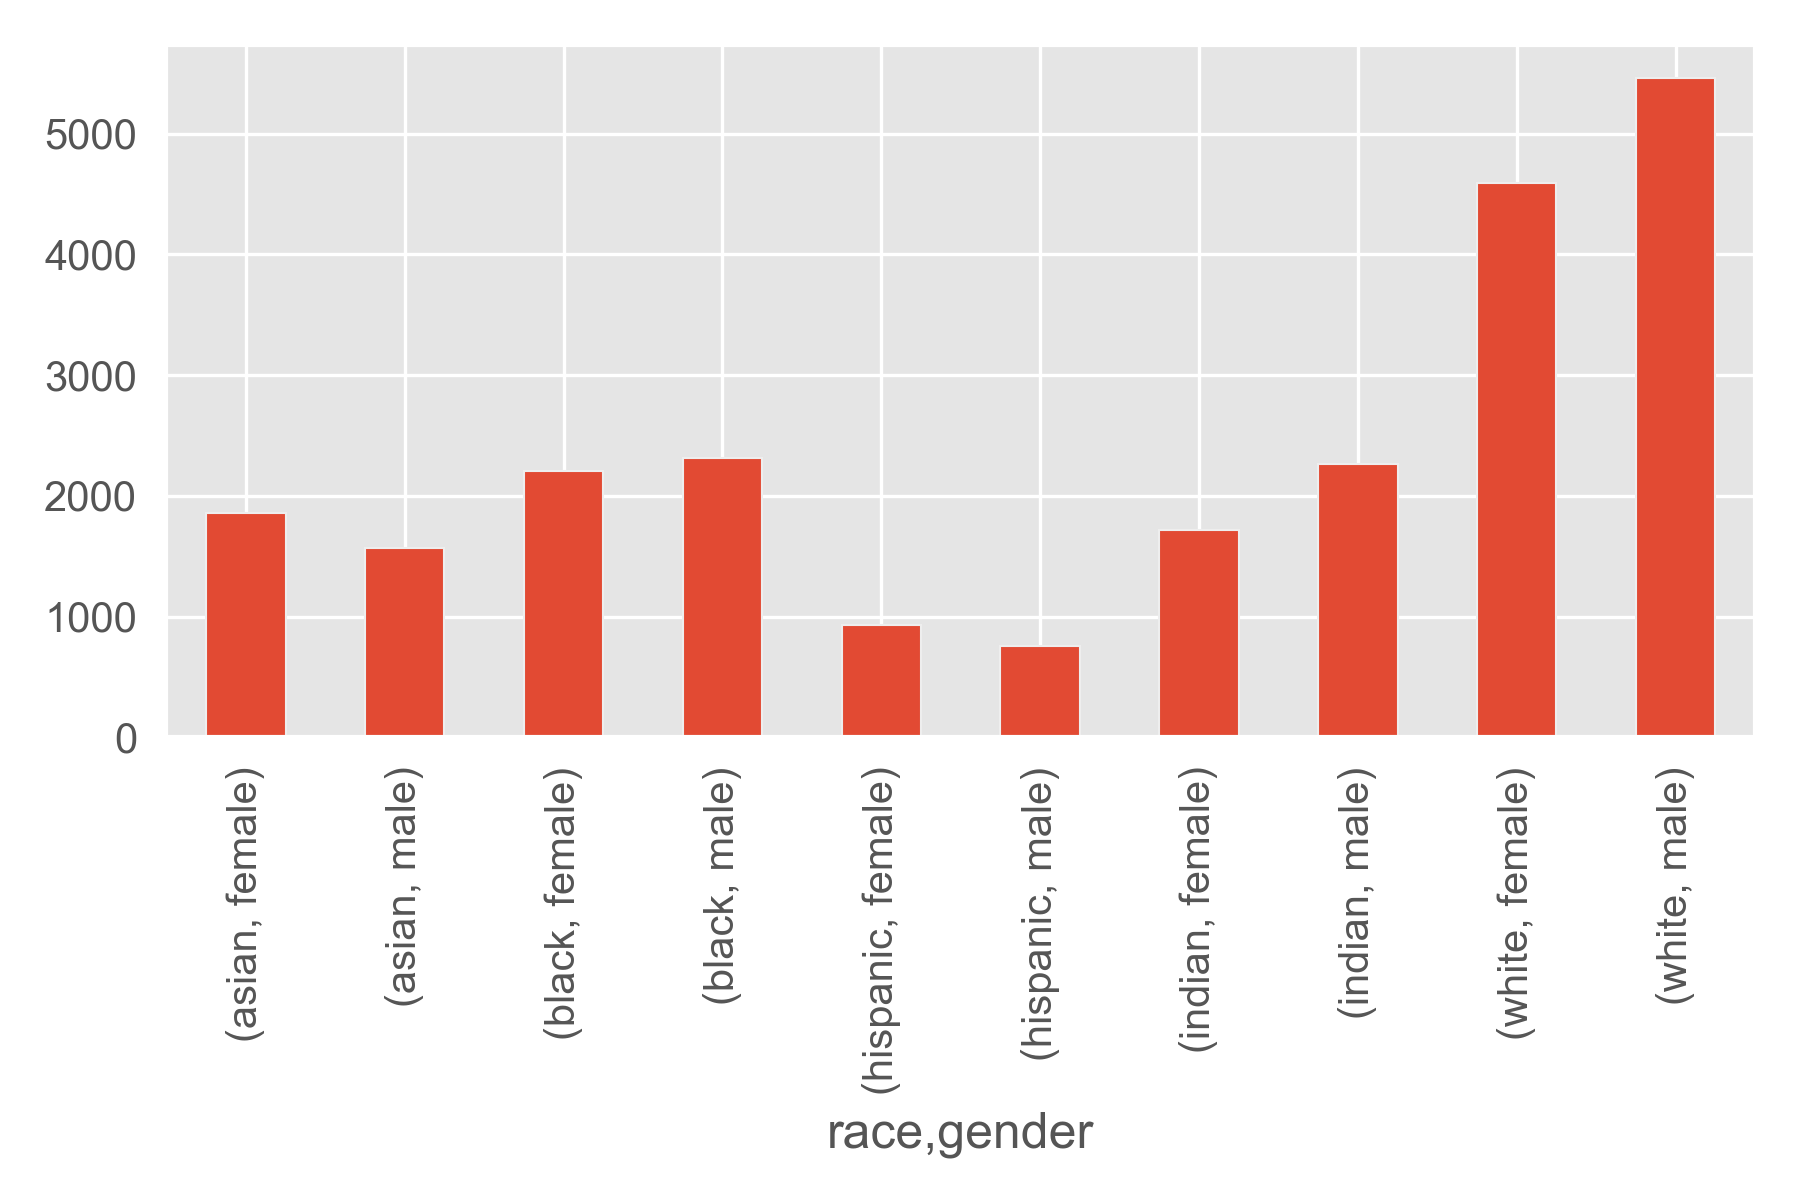 5000
4000
3000
2000
1000
0
(asian, female)
(asian, male)
(black, female)
(black, male)
(hispanic, female)
(hispanic, male)
(indian, female)
(indian, male)
(white, female)
(white, male)
race,gender